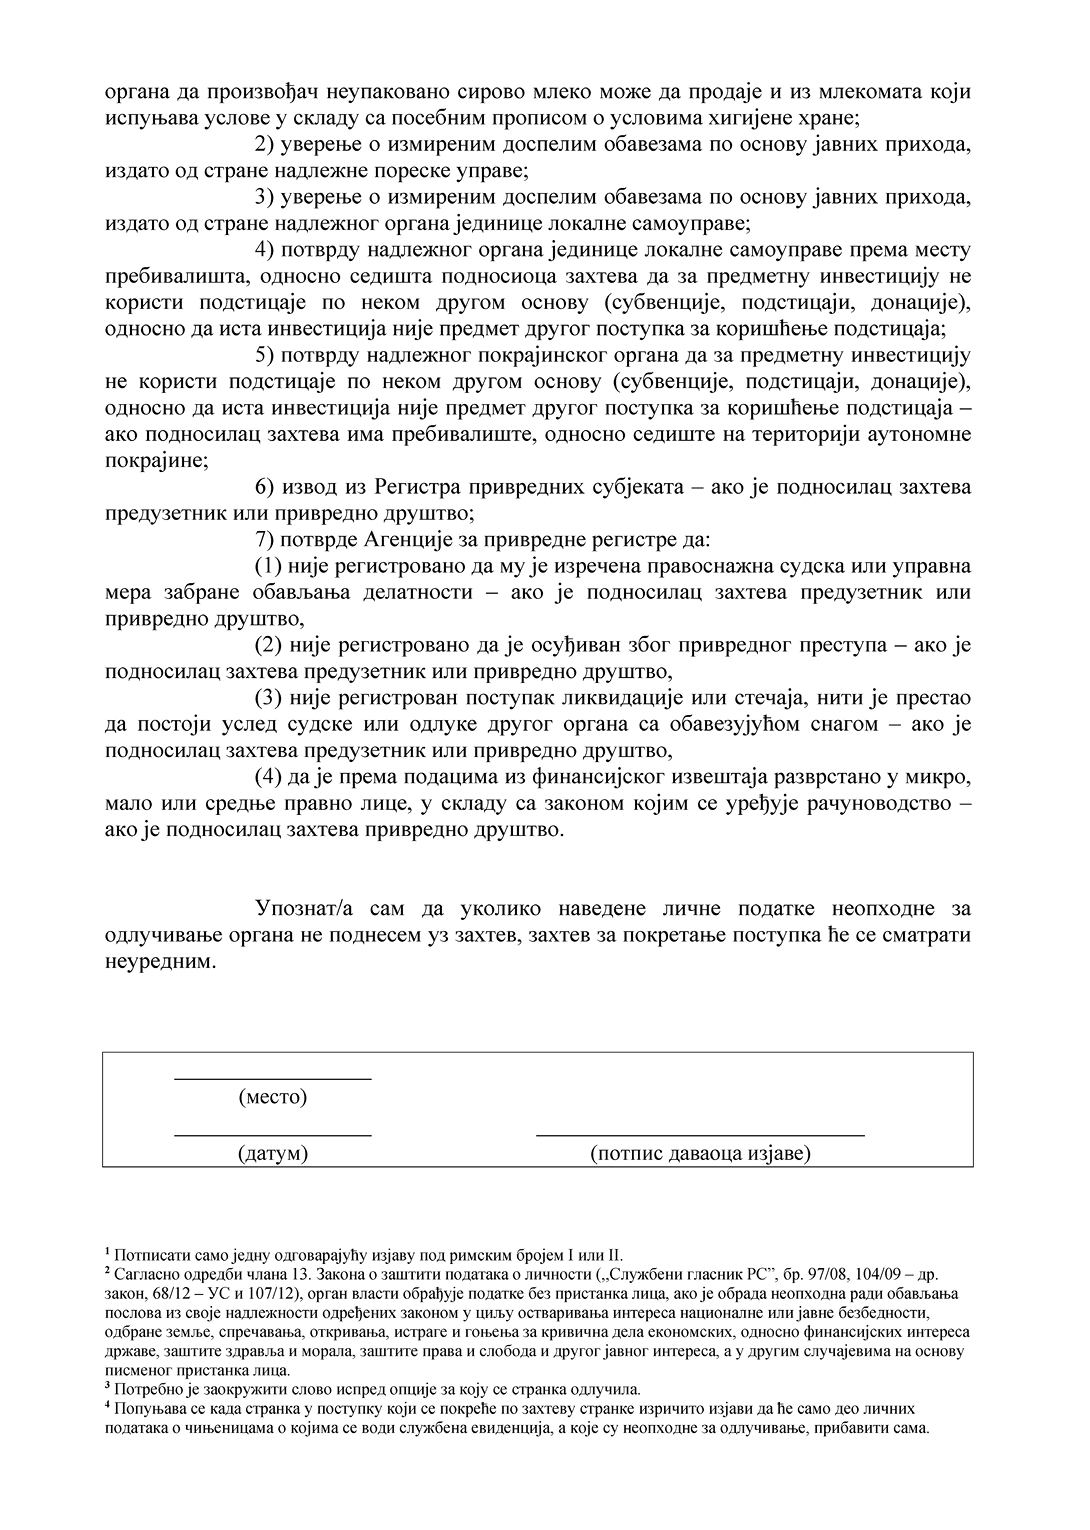 органа да произвођач неупаковано сирово млеко може да продаје и из млекомата који
испуњава услове у складу са посебним прописом о условима хигијене хране;
2) уверење о измиреним доспелим обавезама по основу јавних прихода,
издато од стране надлежне пореске управе;
3) уверење о измиреним доспелим обавезама по основу јавних прихода,
издато од стране надлежног органа јединице локалне самоуправе;
4) потврду надлежног органа јединице локалне самоуправе према месту
пребивалишта, односно седишта подносиоца захтева да за предметну инвестицију не
користи подстицаје по неком другом основу (субвенције, подстицаји, донације),
односно да иста инвестиција није предмет другог поступка за коришћење подстицаја;
5) потврду надлежног покрајинског органа да за предметну инвестицију
не користи подстицаје по неком другом основу (субвенције, подстицаји, донације),
односно да иста инвестиција није предмет другог поступка за коришћење подстицаја –
ако подносилац захтева има пребивалиште, односно седиште на територији аутономне
покрајине;
6) извод из Регистра привредних субјеката – ако је подносилац захтева
предузетник или привредно друштво;
7) потврде Агенције за привредне регистре да:
(1) није регистровано да му је изречена правоснажна судска или управна
мера забране обављања делатности – ако је подносилац захтева предузетник или
привредно друштво,
(2) није регистровано да је осуђиван због привредног преступа – ако је
подносилац захтева предузетник или привредно друштво,
(3) није регистрован поступак ликвидације или стечаја, нити је престао
да постоји услед судске или одлуке другог органа са обавезујућом снагом – ако је
подносилац захтева предузетник или привредно друштво,
(4) да је према подацима из финансијског извештаја разврстано у микро,
мало или средње правно лице, у складу са законом којим се уређује рачуноводство –
ако је подносилац захтева привредно друштво.
Упознат/а сам да уколико наведене личне податке неопходне за
одлучивање органа не поднесем уз захтев, захтев за покретање поступка ће се сматрати
неуредним.
(место)
(датум) (потпис даваоца изјаве)
1 Потписати само једну одговарајућу изјаву под римским бројем I или II.
2 Сагласно одредби члана 13. Закона о заштити података о личности („Службени гласник РС”, бр. 97/08, 104/09 – др.
закон, 68/12 – УС и 107/12), орган власти обрађује податке без пристанка лица, ако је обрада неопходна ради обављања
послова из своје надлежности одређених законом у циљу остваривања интереса националне или јавне безбедности,
одбране земље, спречавања, откривања, истраге и гоњења за кривична дела економских, односно финансијских интереса
државе, заштите здравља и морала, заштите права и слобода и другог јавног интереса, а у другим случајевима на основу
писменог пристанка лица.
3 Потребно је заокружити слово испред опције за коју се странка одлучила.
4 Попуњава се када странка у поступку који се покреће по захтеву странке изричито изјави да ће само део личних
података о чињеницама о којима се води службена евиденција, а које су неопходне за одлучивање, прибавити сама.